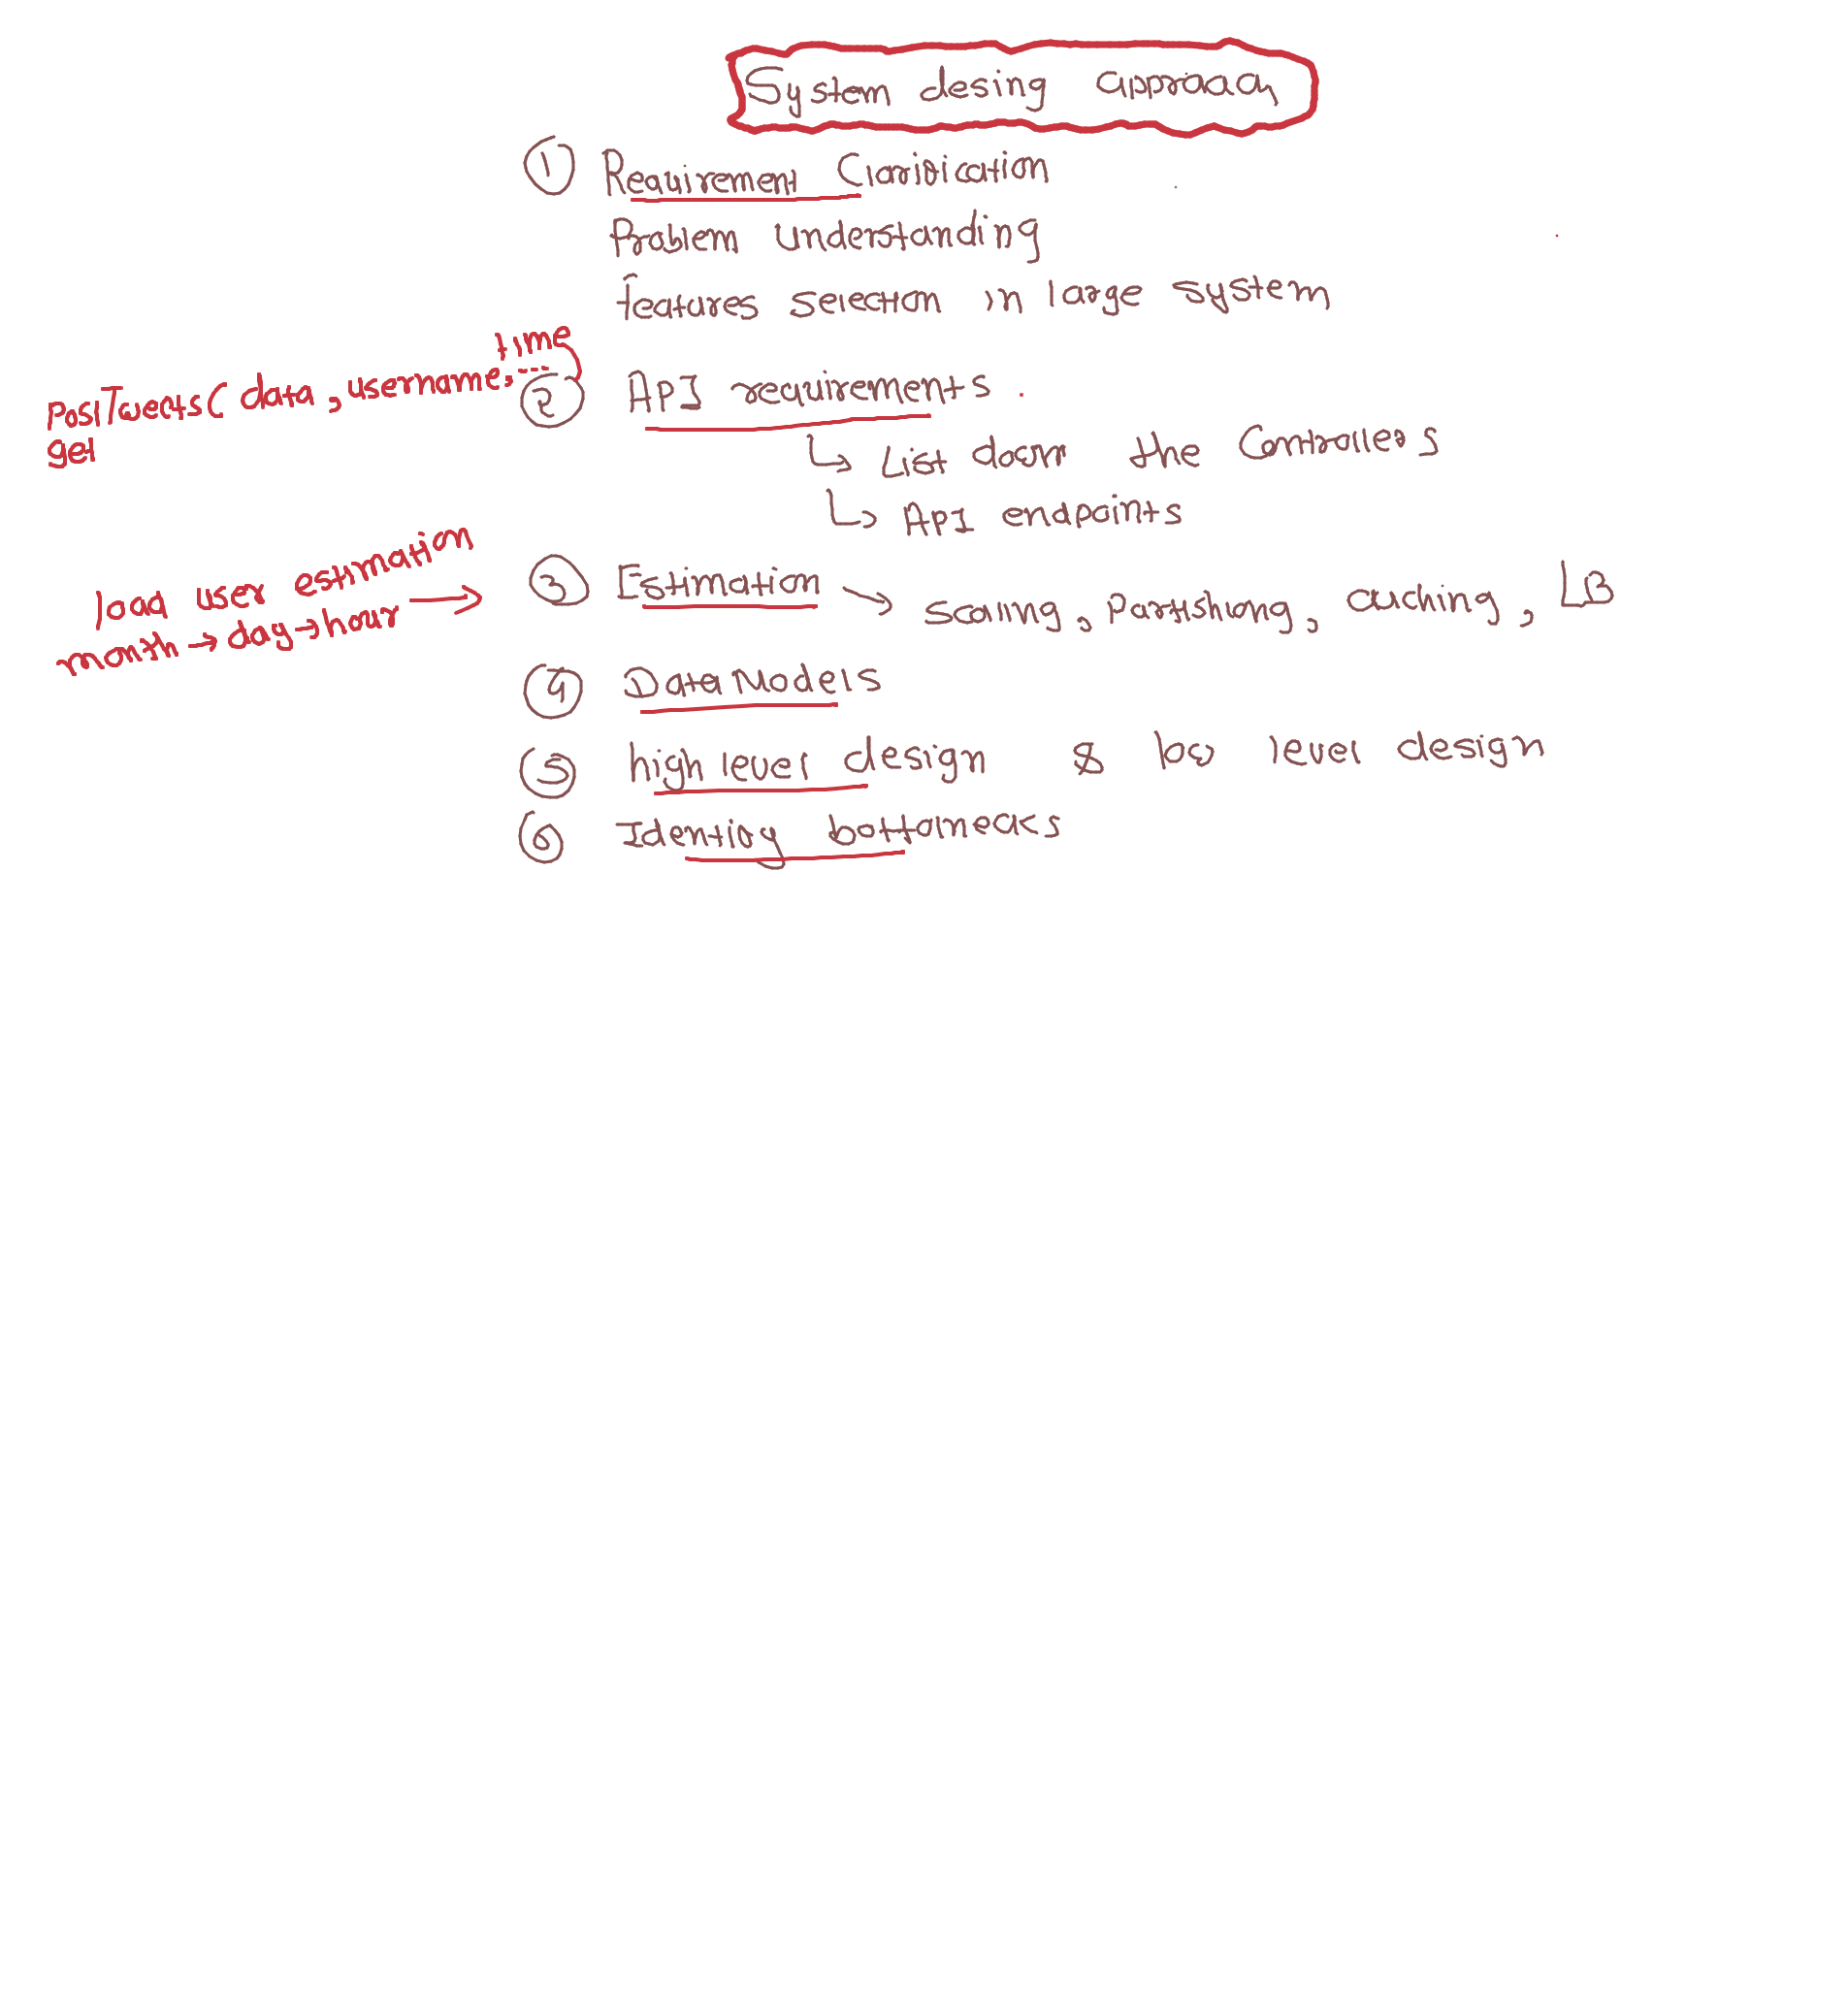 System desing approach
① Requirement Clarification
Problem understanding
features selection in large system
time
PostTweets( data, username, ...
② API requirements.
get
↳ List down the Controllers
↳ API endpoints
load user estimation
month → day → hour →
③ Estimation → Scaling, Partishiong, caching, LB
④ Data Models
⑤ high level design & low level design
⑥ Identify bottlenecks